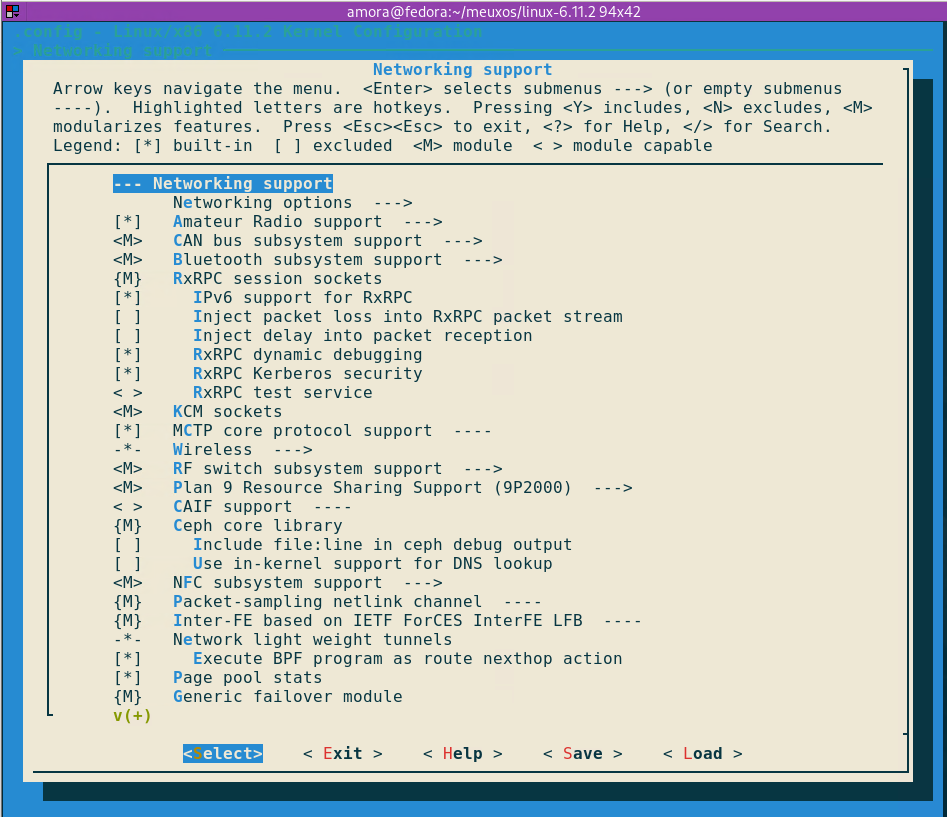 amora@fedora:~/meuxos/linux-6.11.2 94x42
.config - Linux/x86 6.11.2 Kernel Configuration
> Networking support
Networking support
Arrow keys navigate the menu.  <Enter> selects submenus ---> (or empty submenus
----).  Highlighted letters are hotkeys.  Pressing <Y> includes, <N> excludes, <M>
modularizes features.  Press <Esc><Esc> to exit, <?> for Help, </> for Search.
Legend: [*] built-in  [ ] excluded  <M> module  < > module capable
--- Networking support
Networking options  --->
[*]   Amateur Radio support  --->
<M>   CAN bus subsystem support  --->
<M>   Bluetooth subsystem support  --->
{M}   RxRPC session sockets
[*]     IPv6 support for RxRPC
[ ]     Inject packet loss into RxRPC packet stream
[ ]     Inject delay into packet reception
[*]     RxRPC dynamic debugging
[*]     RxRPC Kerberos security
< >     RxRPC test service
<M>   KCM sockets
[*]   MCTP core protocol support  ----
-*-   Wireless  --->
<M>   RF switch subsystem support  --->
<M>   Plan 9 Resource Sharing Support (9P2000)  --->
< >   CAIF support  ----
{M}   Ceph core library
[ ]     Include file:line in ceph debug output
[ ]     Use in-kernel support for DNS lookup
<M>   NFC subsystem support  --->
{M}   Packet-sampling netlink channel  ----
{M}   Inter-FE based on IETF ForCES InterFE LFB  ----
-*-   Network light weight tunnels
[*]     Execute BPF program as route nexthop action
[*]   Page pool stats
{M}   Generic failover module
v(+)
<Select>    < Exit >    < Help >    < Save >    < Load >